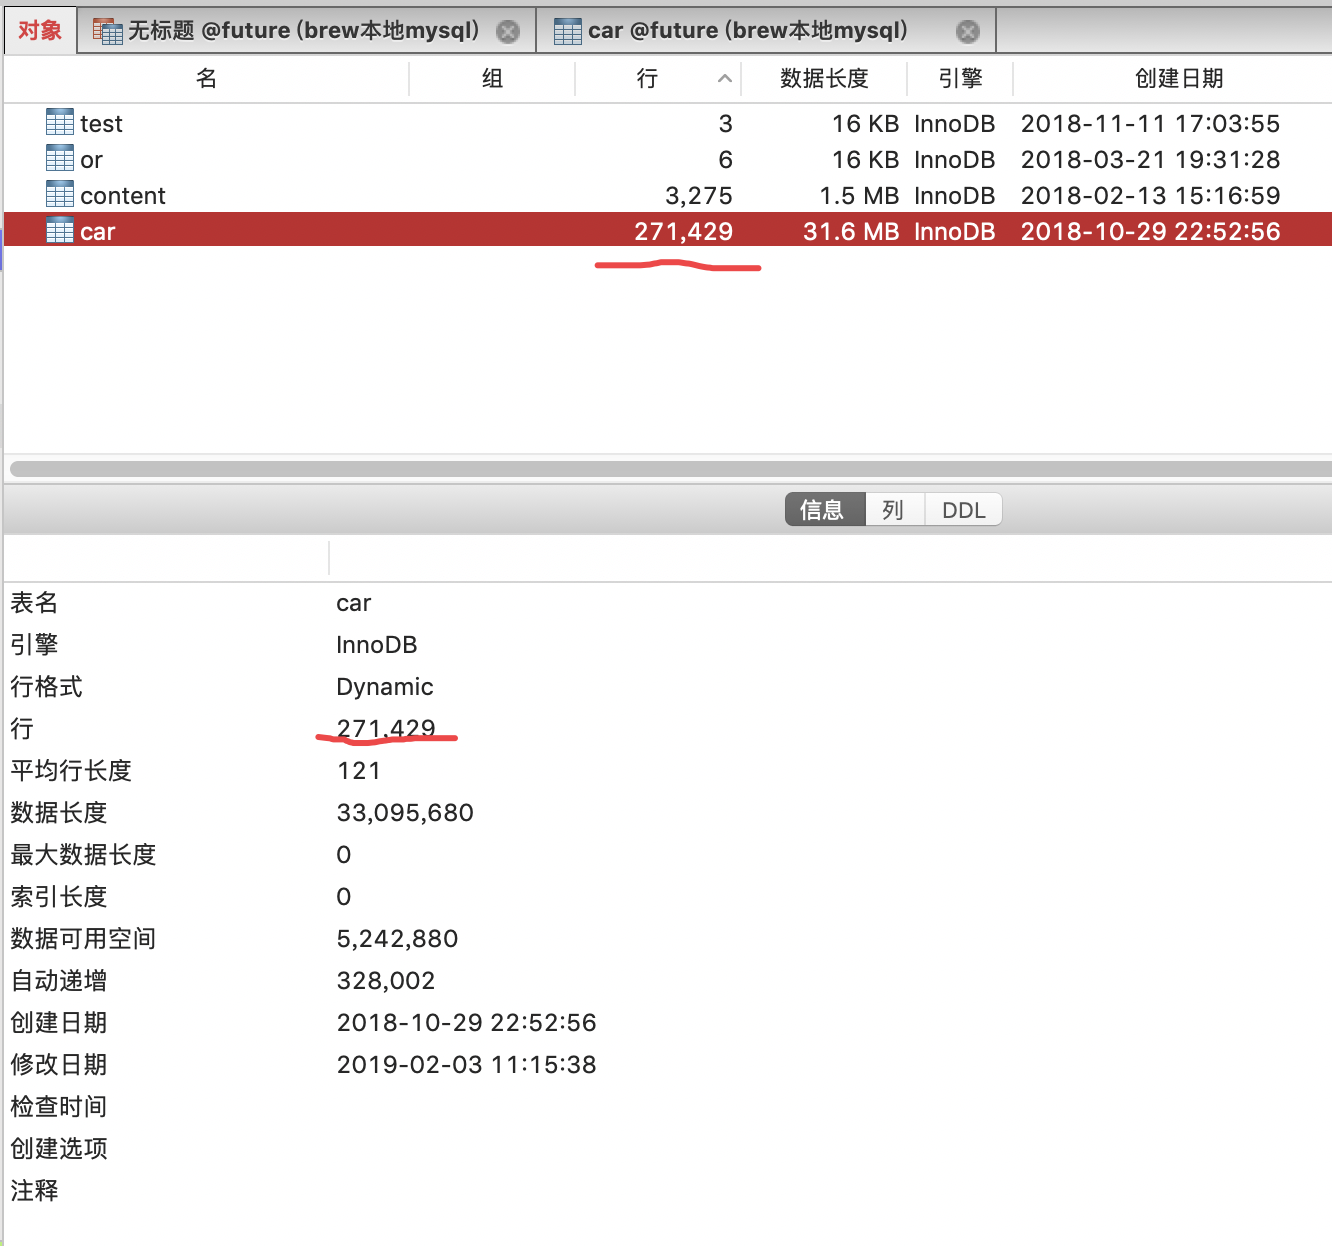 对象 无标题 @future (brew本地mysql) car @future (brew本地mysql)
名 组 行 数据长度 引擎 创建日期
test 3 16 KB InnoDB 2018-11-11 17:03:55
or 6 16 KB InnoDB 2018-03-21 19:31:28
content 3,275 1.5 MB InnoDB 2018-02-13 15:16:59
car 271,429 31.6 MB InnoDB 2018-10-29 22:52:56
信息 列 DDL
表名 car
引擎 InnoDB
行格式 Dynamic
行 271,429
平均行长度 121
数据长度 33,095,680
最大数据长度 0
索引长度 0
数据可用空间 5,242,880
自动递增 328,002
创建日期 2018-10-29 22:52:56
修改日期 2019-02-03 11:15:38
检查时间
创建选项
注释